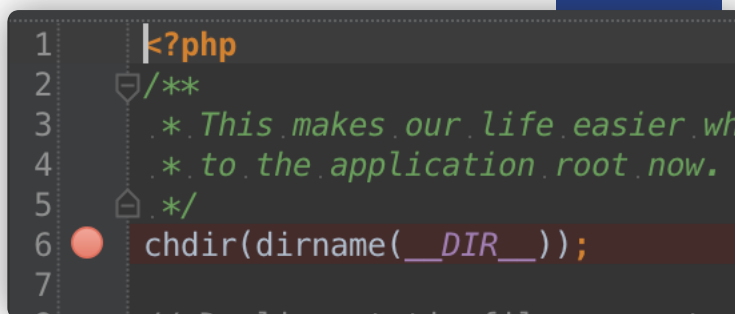 1 <?php
2 /**
3 * This makes our life easier
4 * to the application root now.
5 */
6 chdir(dirname(__DIR__));
7